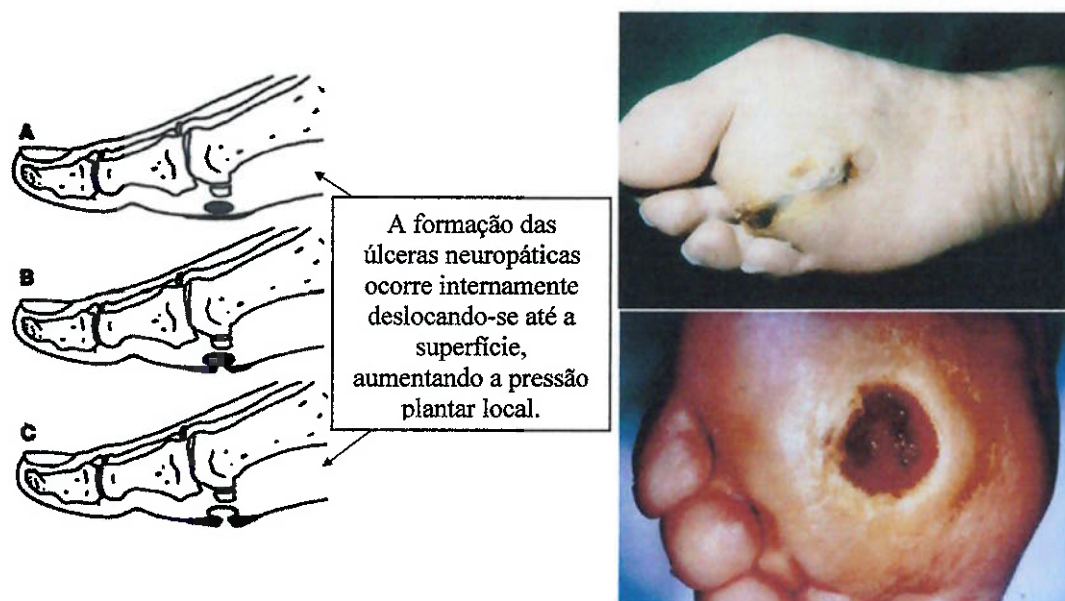 A
B
C
A formação das
úlceras neuropáticas
ocorre internamente
deslocando-se até a
superfície,
aumentando a pressão
plantar local.